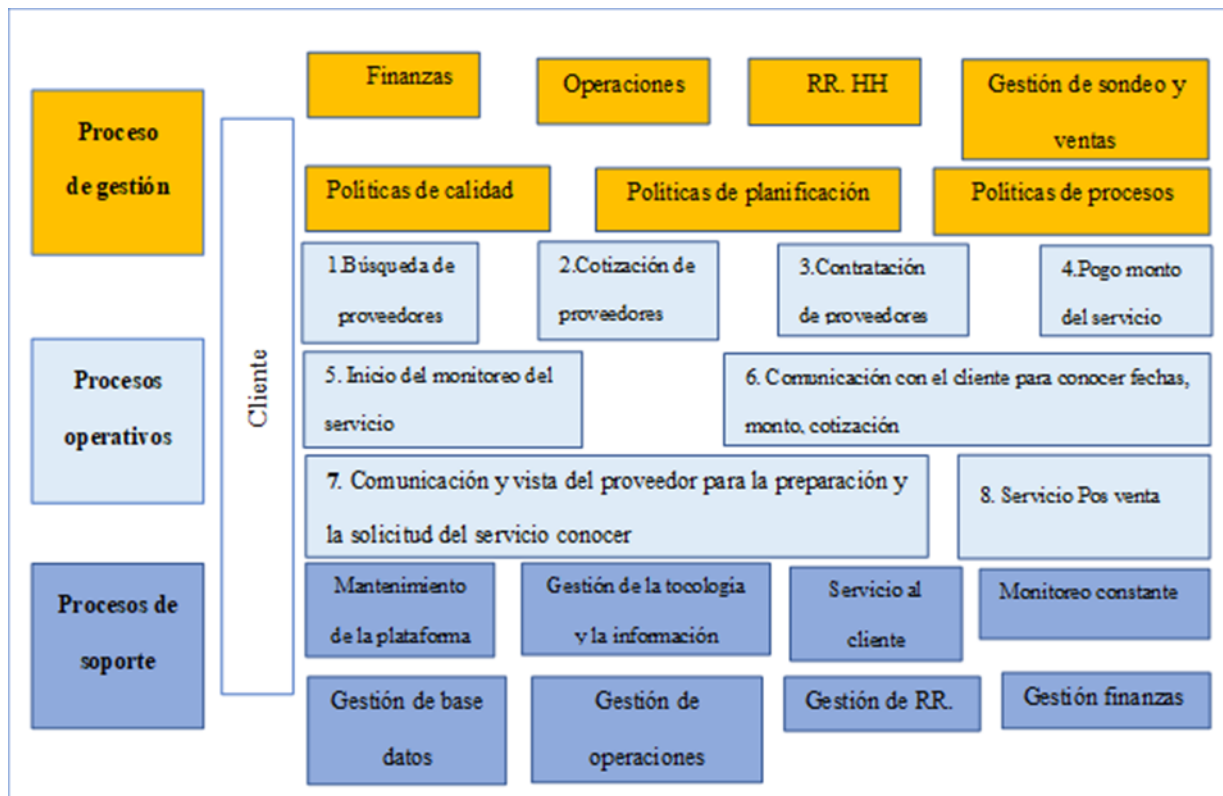 Finanzas
Operaciones
RR. HH
Gestión de sondeo y
ventas
Proceso
de gestión
Políticas de calidad
Políticas de planificación
Políticas de procesos
Cliente
1.Búsqueda de
proveedores
2.Cotización de
proveedores
3.Contratación
de proveedores
4.Pogo monto
del servicio
Procesos
operativos
5. Inicio del monitoreo del
servicio
6. Comunicación con el cliente para conocer fechas,
monto, cotización
7. Comunicación y vista del proveedor para la preparación y
la solicitud del servicio conocer
8. Servicio Pos venta
Procesos de
soporte
Mantenimiento
de la plataforma
Gestión de la tocologia
y la información
Servicio al
cliente
Monitoreo constante
Gestión de base
datos
Gestión de
operaciones
Gestión de RR.
Gestión finanzas